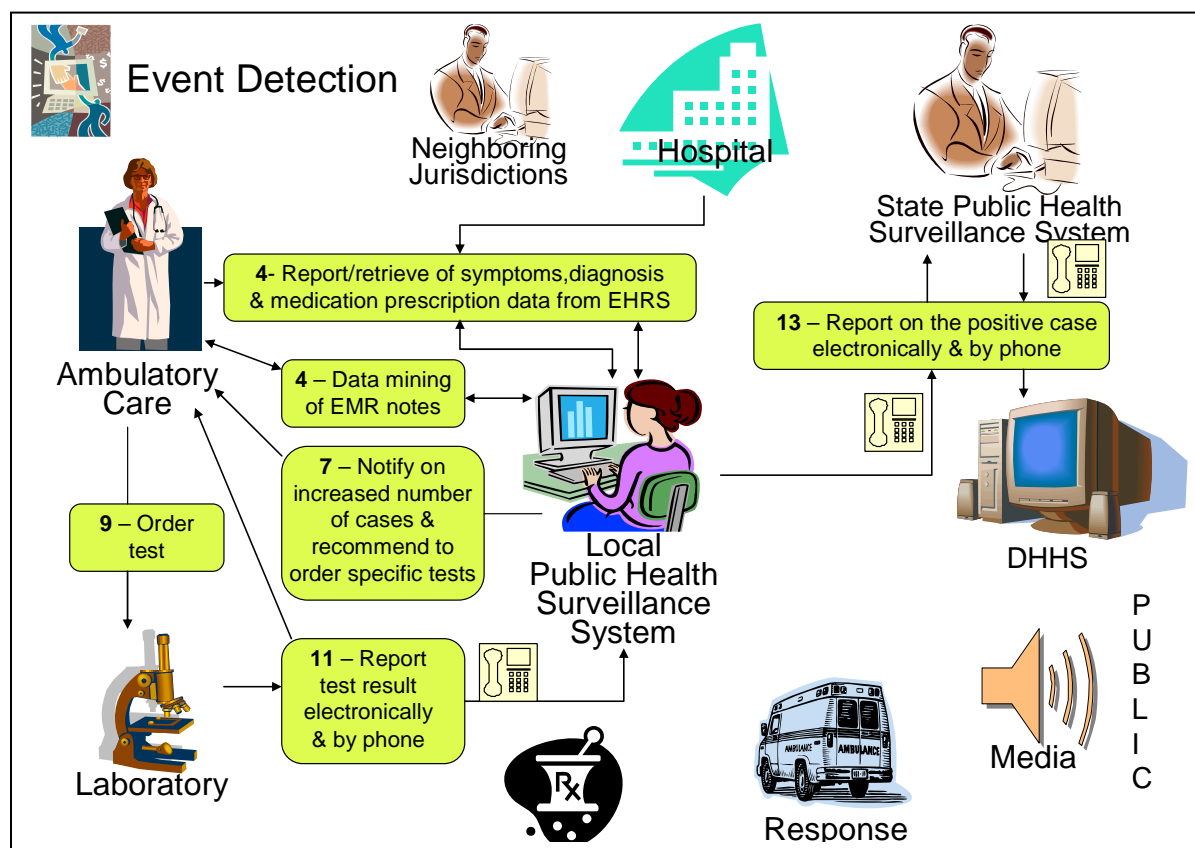 Event Detection
Neighboring
Jurisdictions
Hospital
State Public Health
Surveillance System
4- Report/retrieve of symptoms,diagnosis
& medication prescription data from EHRS
13 – Report on the positive case
electronically & by phone
Ambulatory
Care
4 – Data mining
of EMR notes
7 – Notify on
increased number
of cases &
recommend to
order specific tests
9 – Order
test
Local
Public Health
Surveillance
System
DHHS
P
U
B
L
I
C
11 – Report
test result
electronically
& by phone
Laboratory
Rx
AMBULANCE
AMBULANCE
Media
Response